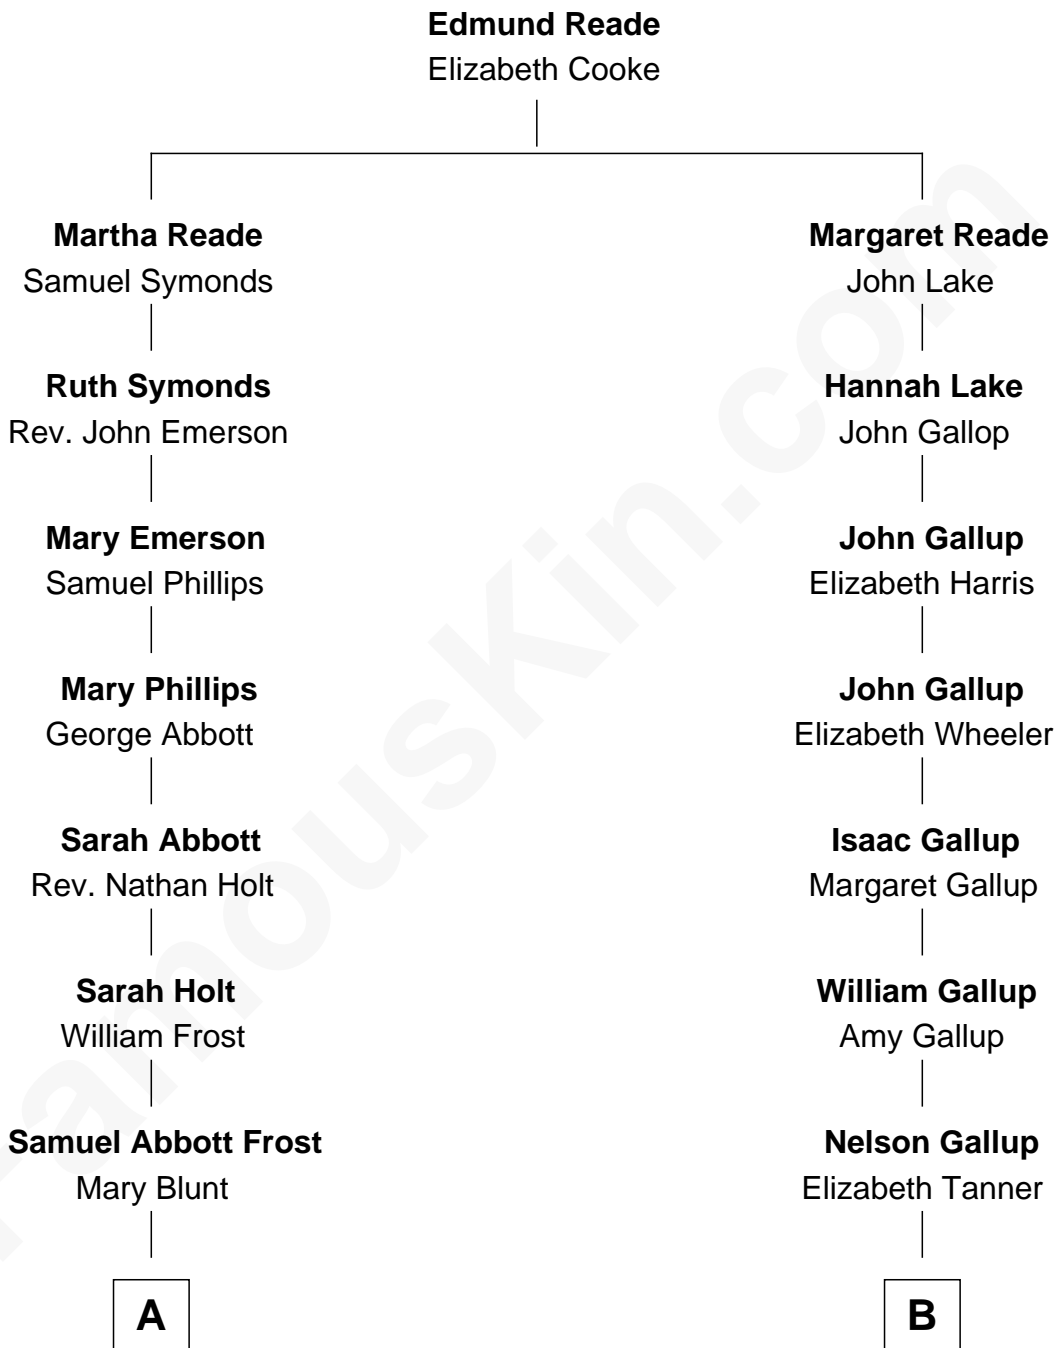 Edmund Reade
Elizabeth Cooke
Martha Reade
Samuel Symonds
Margaret Reade
John Lake
Ruth Symonds
Rev. John Emerson
Hannah Lake
John Gallop
Mary Emerson
Samuel Phillips
John Gallup
Elizabeth Harris
Mary Phillips
George Abbott
John Gallup
Elizabeth Wheeler
Sarah Abbott
Rev. Nathan Holt
Isaac Gallup
Margaret Gallup
Sarah Holt
William Frost
William Gallup
Amy Gallup
Samuel Abbott Frost
Mary Blunt
Nelson Gallup
Elizabeth Tanner
A
B
FamousKin.com